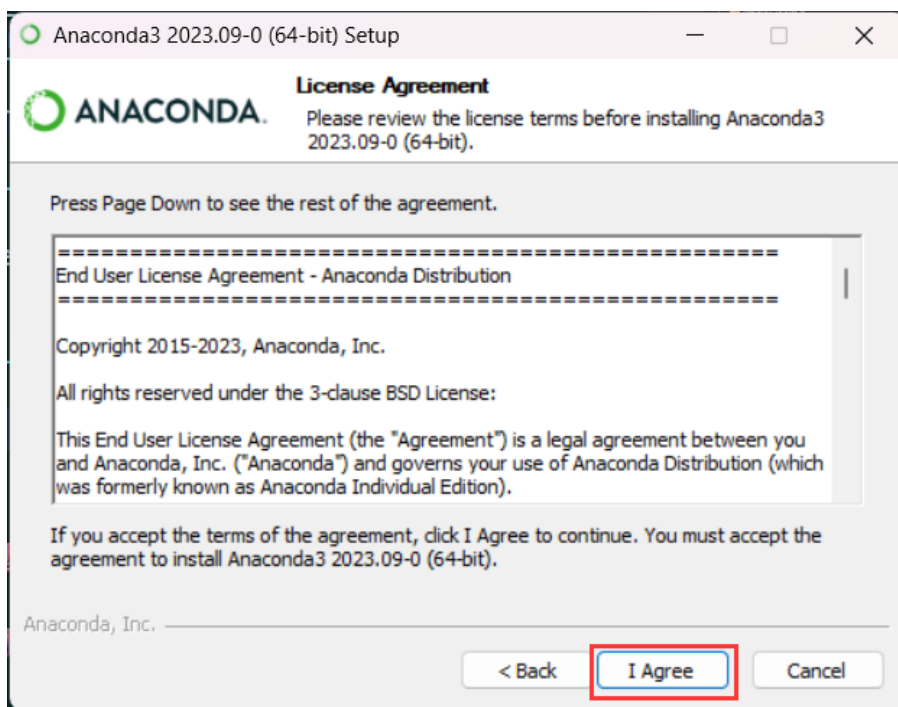 Anaconda3 2023.09-0 (64-bit) Setup
ANACONDA.
License Agreement
Please review the license terms before installing Anaconda3
2023.09-0 (64-bit).
Press Page Down to see the rest of the agreement.
==================================================
End User License Agreement - Anaconda Distribution
==================================================
Copyright 2015-2023, Anaconda, Inc.
All rights reserved under the 3-clause BSD License:
This End User License Agreement (the "Agreement") is a legal agreement between you
and Anaconda, Inc. ("Anaconda") and governs your use of Anaconda Distribution (which
was formerly known as Anaconda Individual Edition).
If you accept the terms of the agreement, click I Agree to continue. You must accept the
agreement to install Anaconda3 2023.09-0 (64-bit).
Anaconda, Inc.
< Back
I Agree
Cancel